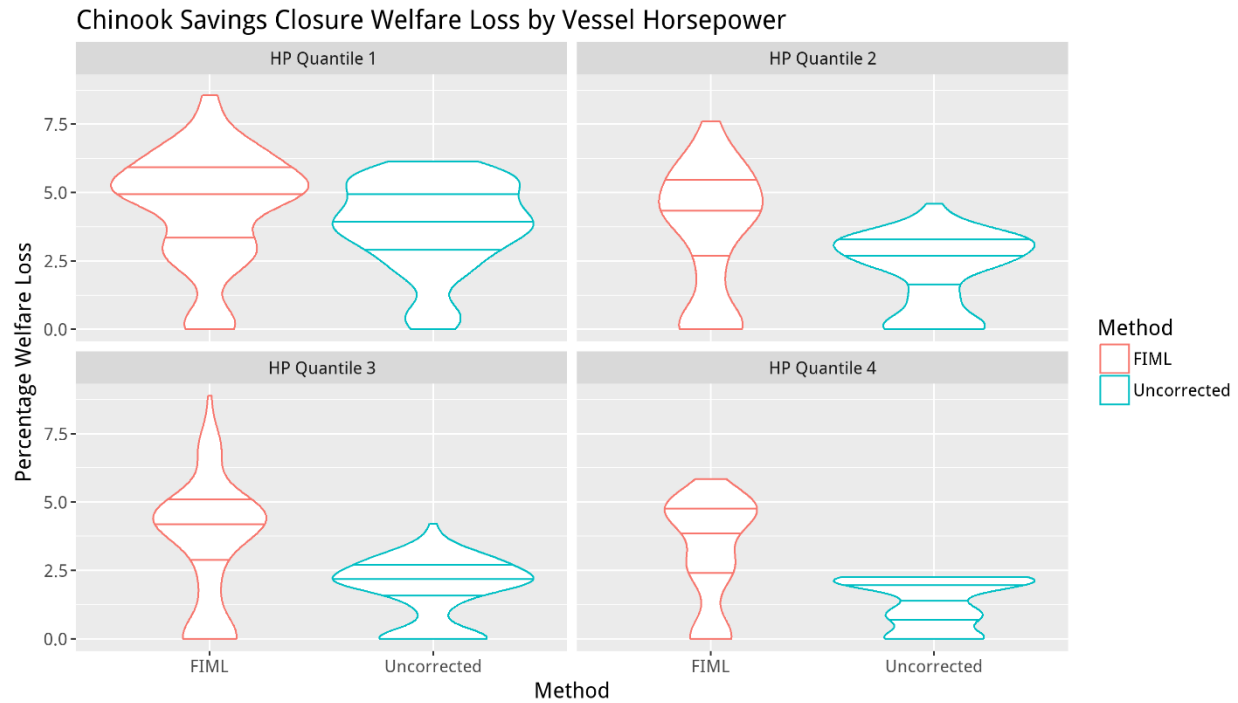 Chinook Savings Closure Welfare Loss by Vessel Horsepower
HP Quantile 1
HP Quantile 2
7.5
5.0
2.5
0.0
HP Quantile 3
HP Quantile 4
7.5
5.0
2.5
0.0
Percentage Welfare Loss
FIML
Uncorrected
FIML
Uncorrected
Method
Method
FIML
Uncorrected